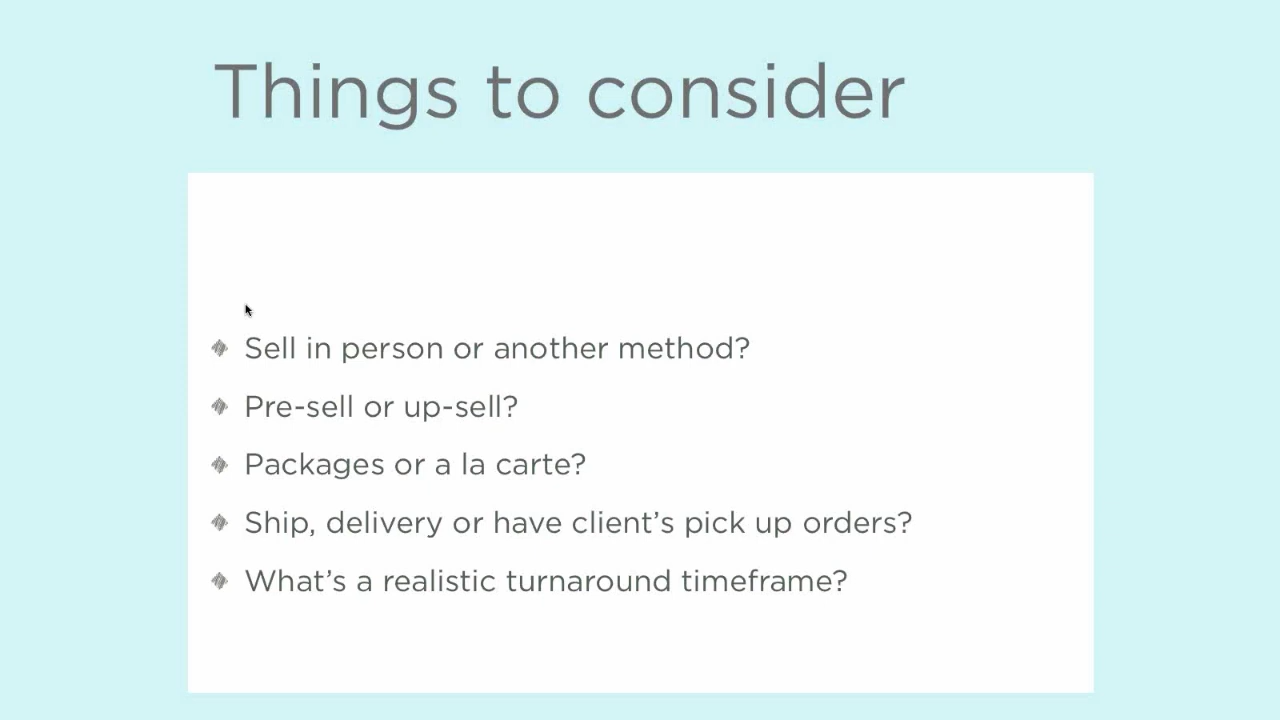 Things to consider
Sell in person or another method?
Pre-sell or up-sell?
Packages or a la carte?
Ship, delivery or have client’s pick up orders?
What’s a realistic turnaround timeframe?